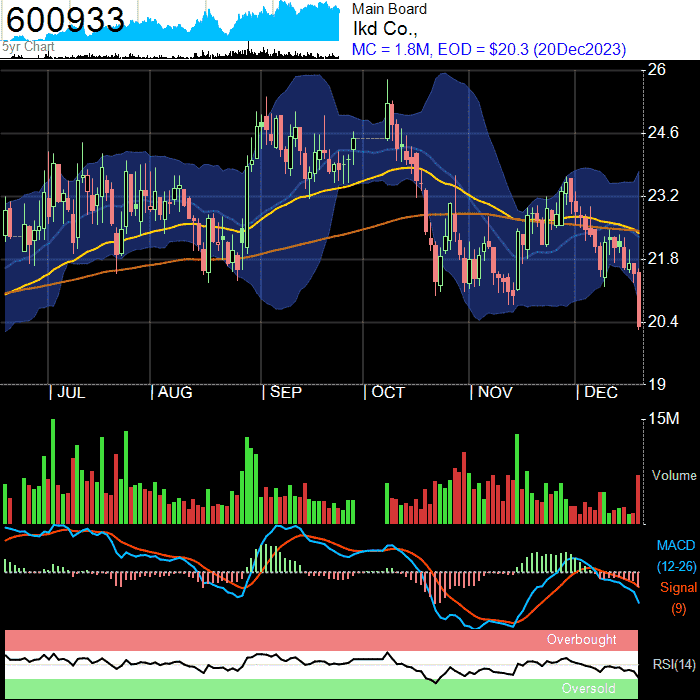 600933
5yr Chart
Main Board
Ikd Co.,
MC = 1.8M, EOD = $20.3 (20Dec2023)
26
24.6
23.2
21.8
20.4
19
| JUL | AUG | SEP | OCT | NOV | DEC
15M
Volume
MACD
(12-26)
Signal
(9)
Overbought
RSI(14)
Oversold